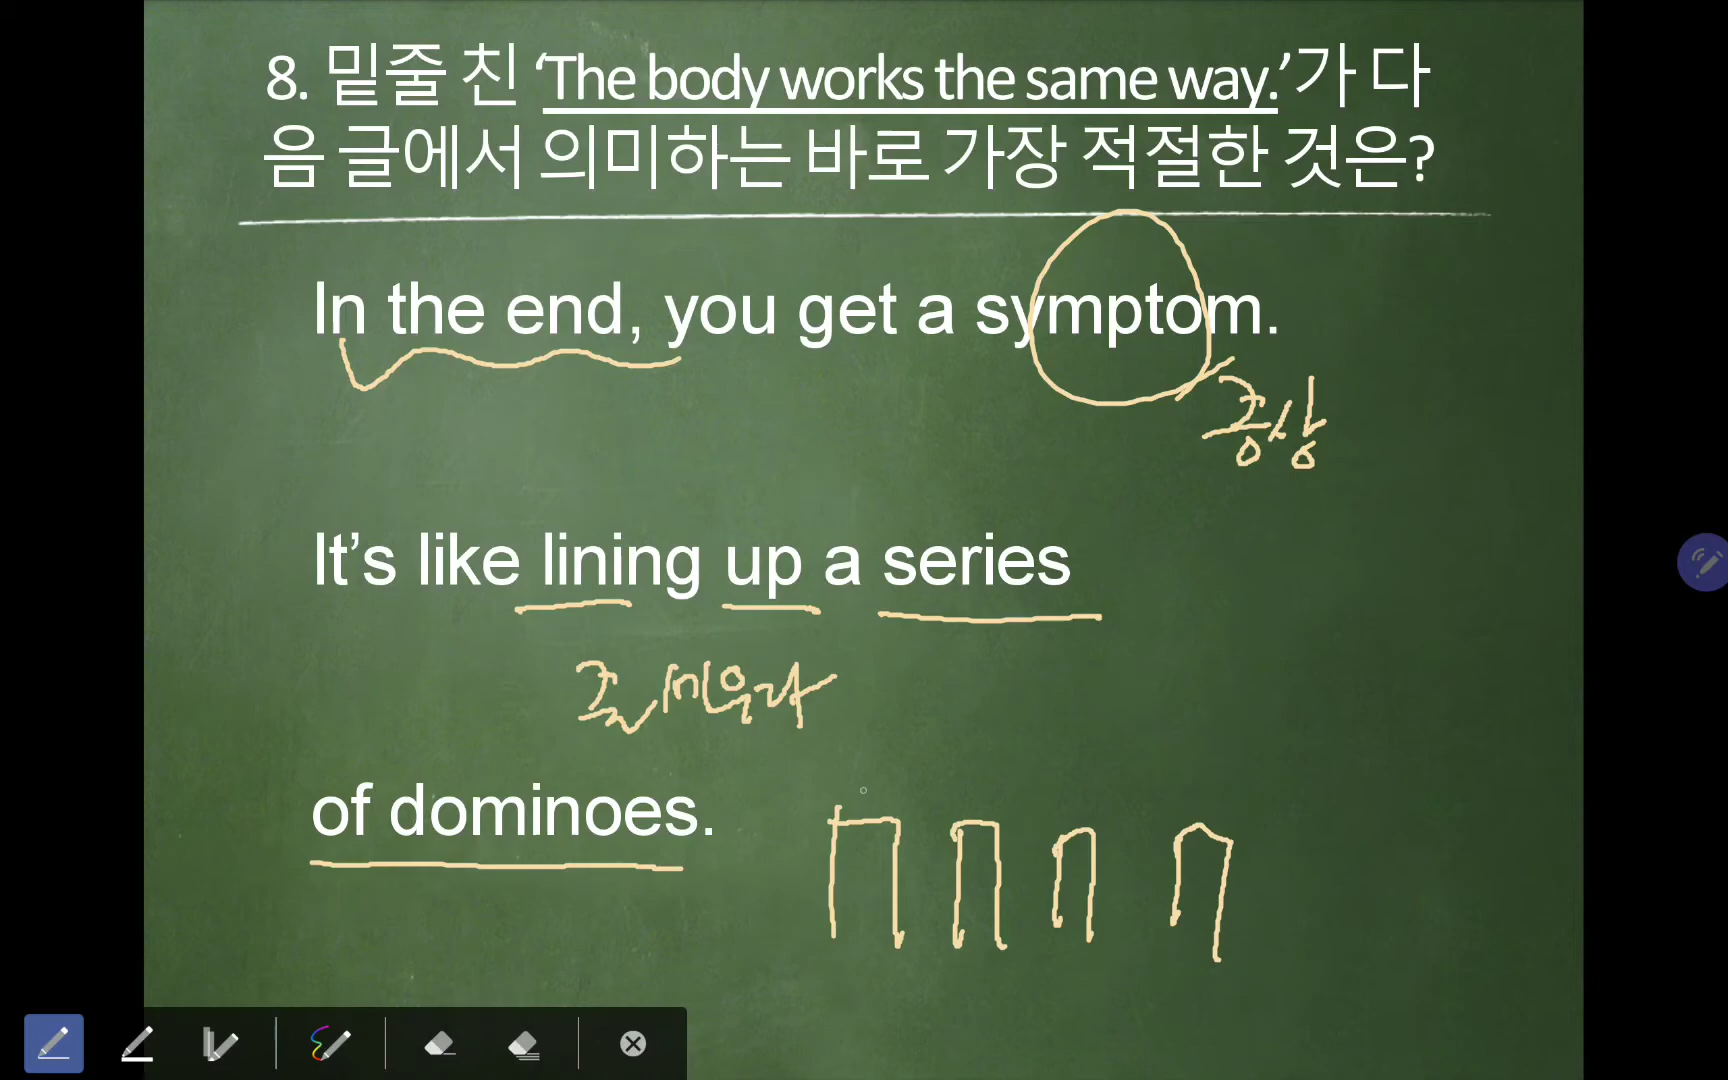 8. 밑줄 친 ‘The body works the same way.’가 다
음 글에서 의미하는 바로 가장 적절한 것은?
In the end, you get a symptom.
증상
It’s like lining up a series
줄 세우다
of dominoes.